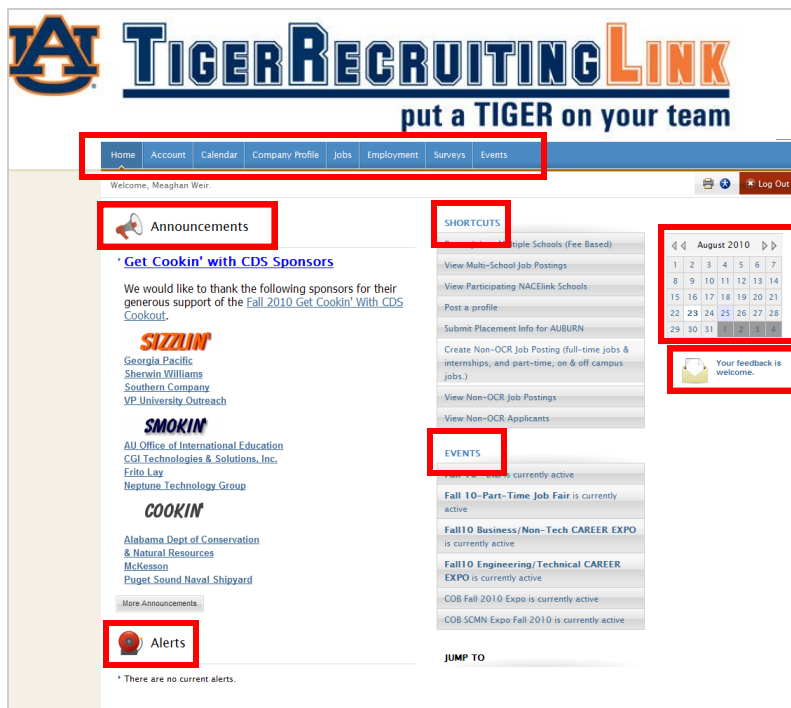 AU
TIGERRECRUITINGLINK
put a TIGER on your team
Home Account Calendar Company Profile Jobs Employment Surveys Events
Welcome, Meaghan Weir.
Log Out
Announcements
Get Cookin' with CDS Sponsors
We would like to thank the following sponsors for their
generous support of the Fall 2010 Get Cookin' With CDS
Cookout.
SIZZLIN'
Georgia Pacific
Sherwin Williams
Southern Company
VP University Outreach
SMOKIN'
AU Office of International Education
CGI Technologies & Solutions, Inc.
Frito Lay
Neptune Technology Group
COOKIN'
Alabama Dept of Conservation
& Natural Resources
McKesson
Puget Sound Naval Shipyard
More Announcements
Alerts
There are no current alerts.
SHORTCUTS
Multiple Schools (Fee Based)
View Multi-School Job Postings
View Participating NACElink Schools
Post a profile
Submit Placement Info for AUBURN
Create Non-OCR Job Posting (full-time jobs &
internships, and part-time, on & off campus
jobs.)
View Non-OCR Job Postings
View Non-OCR Applicants
EVENTS
is currently active
Fall 10-Part-Time Job Fair is currently
active
Fall10 Business/Non-Tech CAREER EXPO
is currently active
Fall10 Engineering/Technical CAREER
EXPO is currently active
COB Fall 2010 Expo is currently active
COB SCMN Expo Fall 2010 is currently active
JUMP TO
August 2010
1 2 3 4 5 6 7
8 9 10 11 12 13 14
15 16 17 18 19 20 21
22 23 24 25 26 27 28
29 30 31 1 2 3 4
Your feedback is
welcome.